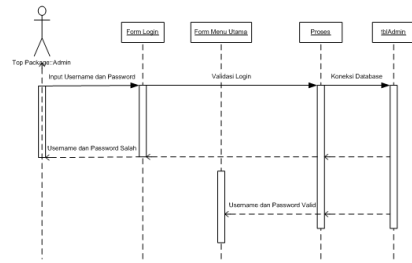 Form Login
Form Menu Utama
Proses
tblAdmin
Top Package::Admin
Input Username dan Password
Validasi Login
Koneksi Database
Username dan Password Salah
Username dan Password Valid